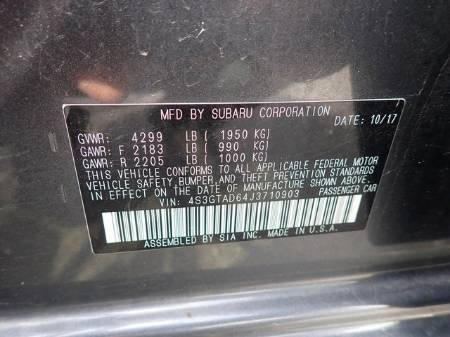 MFD BY SUBARU CORPORATION
DATE: 10/17
GVWR: 4299 LB ( 1950 KG)
GAWR: F 2183 LB ( 990 KG)
GAWR: R 2205 LB ( 1000 KG)
THIS VEHICLE CONFORMS TO ALL APPLICABLE FEDERAL MOTOR
VEHICLE SAFETY, BUMPER, AND THEFT PREVENTION STANDARDS
IN EFFECT ON THE DATE OF MANUFACTURE SHOWN ABOVE.
VIN: 4S3GTAD64J3710903 PASSENGER CAR
ASSEMBLED BY SIA INC. MADE IN U.S.A.